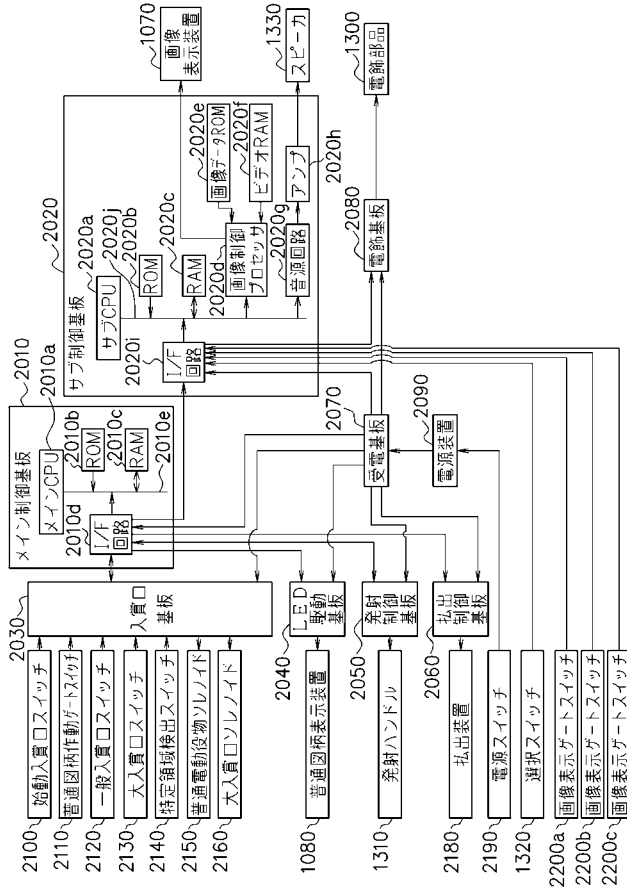 2100
始動入賞口スイッチ
2110
普通図柄作動ゲートスイッチ
2120
一般入賞口スイッチ
2130
大入賞口スイッチ
2140
特定領域検出スイッチ
2150
普通電動役物ソレノイド
2160
大入賞口ソレノイド
1080
普通図柄表示装置
1310
発射ハンドル
2180
払出装置
2190
電源スイッチ
1320
選択スイッチ
2200a
画像表示ゲートスイッチ
2200b
画像表示ゲートスイッチ
2200c
画像表示ゲートスイッチ
2030
入賞口
基板
2040
LED
駆動
基板
2050
発射
制御
基板
2060
払出
制御
基板
メイン制御基板
2010
メインCPU
2010a
2010b
ROM
2010c
RAM
2010d
I/F
回路
2010e
2070
受電基板
2090
電源装置
サブ制御基板
2020
サブCPU
2020a
2020j
2020b
ROM
2020c
RAM
2020i
I/F
回路
2020d
画像制御
プロセッサ
2020e
画像データROM
2020f
ビデオRAM
2020g
音源回路
2020h
アンプ
2080
電飾基板
1070
画像
表示装置
1330
スピーカ
1300
電飾部品